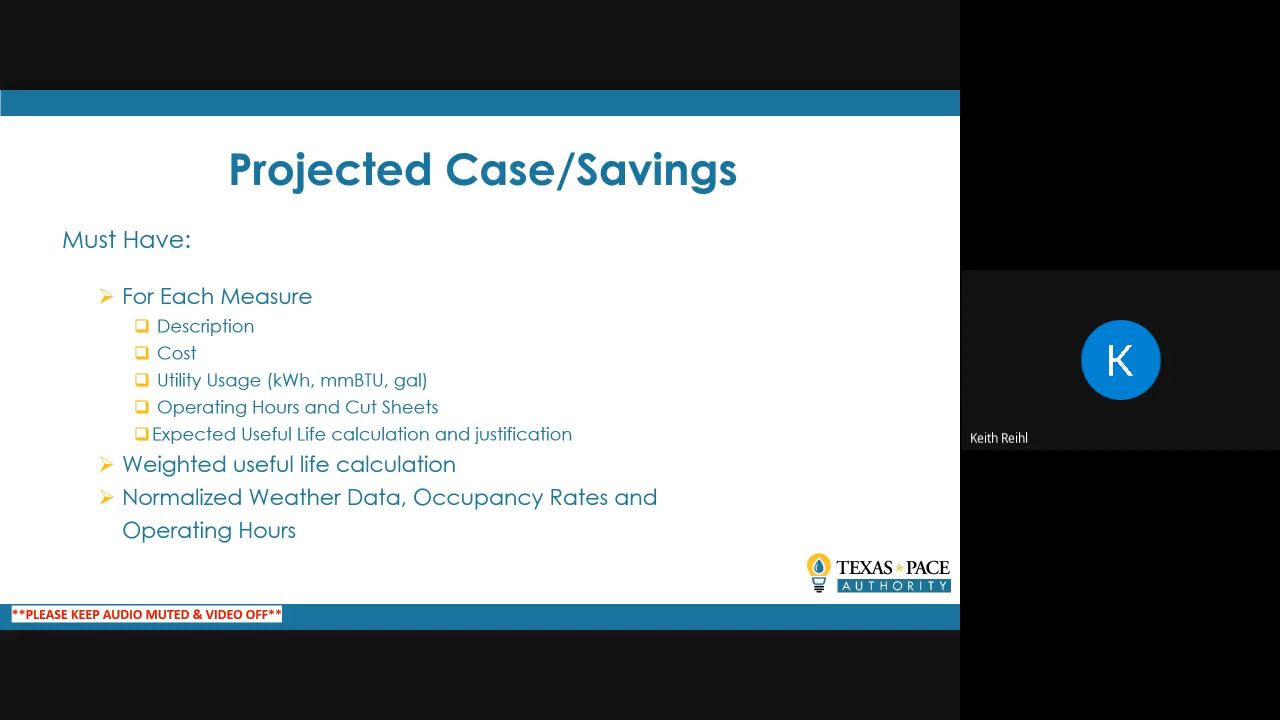 Projected Case/Savings
Must Have:
For Each Measure
Description
Cost
Utility Usage (kWh, mmBTU, gal)
Operating Hours and Cut Sheets
Expected Useful Life calculation and justification
Weighted useful life calculation
Normalized Weather Data, Occupancy Rates and
Operating Hours
TEXAS PACE
AUTHORITY
**PLEASE KEEP AUDIO MUTED & VIDEO OFF**
K
Keith Reihl